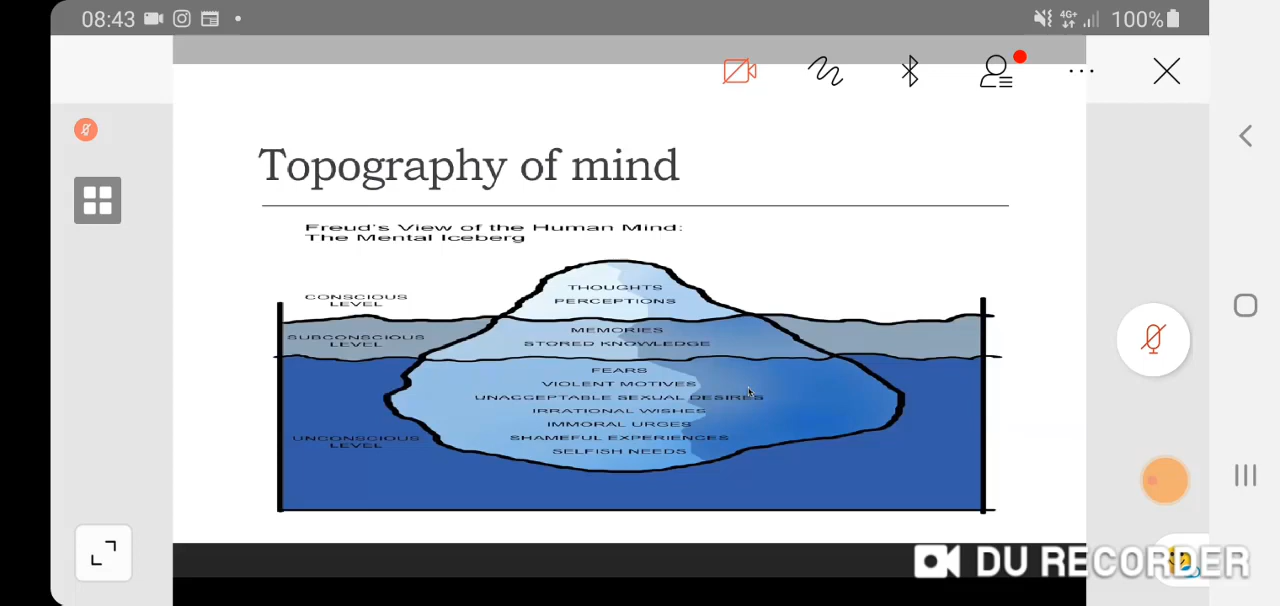 08:43
4G+
100%
Topography of mind
Freud's View of the Human Mind:
The Mental Iceberg
CONSCIOUS
LEVEL
THOUGHTS
PERCEPTIONS
SUBCONSCIOUS
LEVEL
MEMORIES
STORED KNOWLEDGE
UNCONSCIOUS
LEVEL
FEARS
VIOLENT MOTIVES
UNACCEPTABLE SEXUAL DESIRES
IRRATIONAL WISHES
IMMORAL URGES
SHAMEFUL EXPERIENCES
SELFISH NEEDS
DU RECORDER